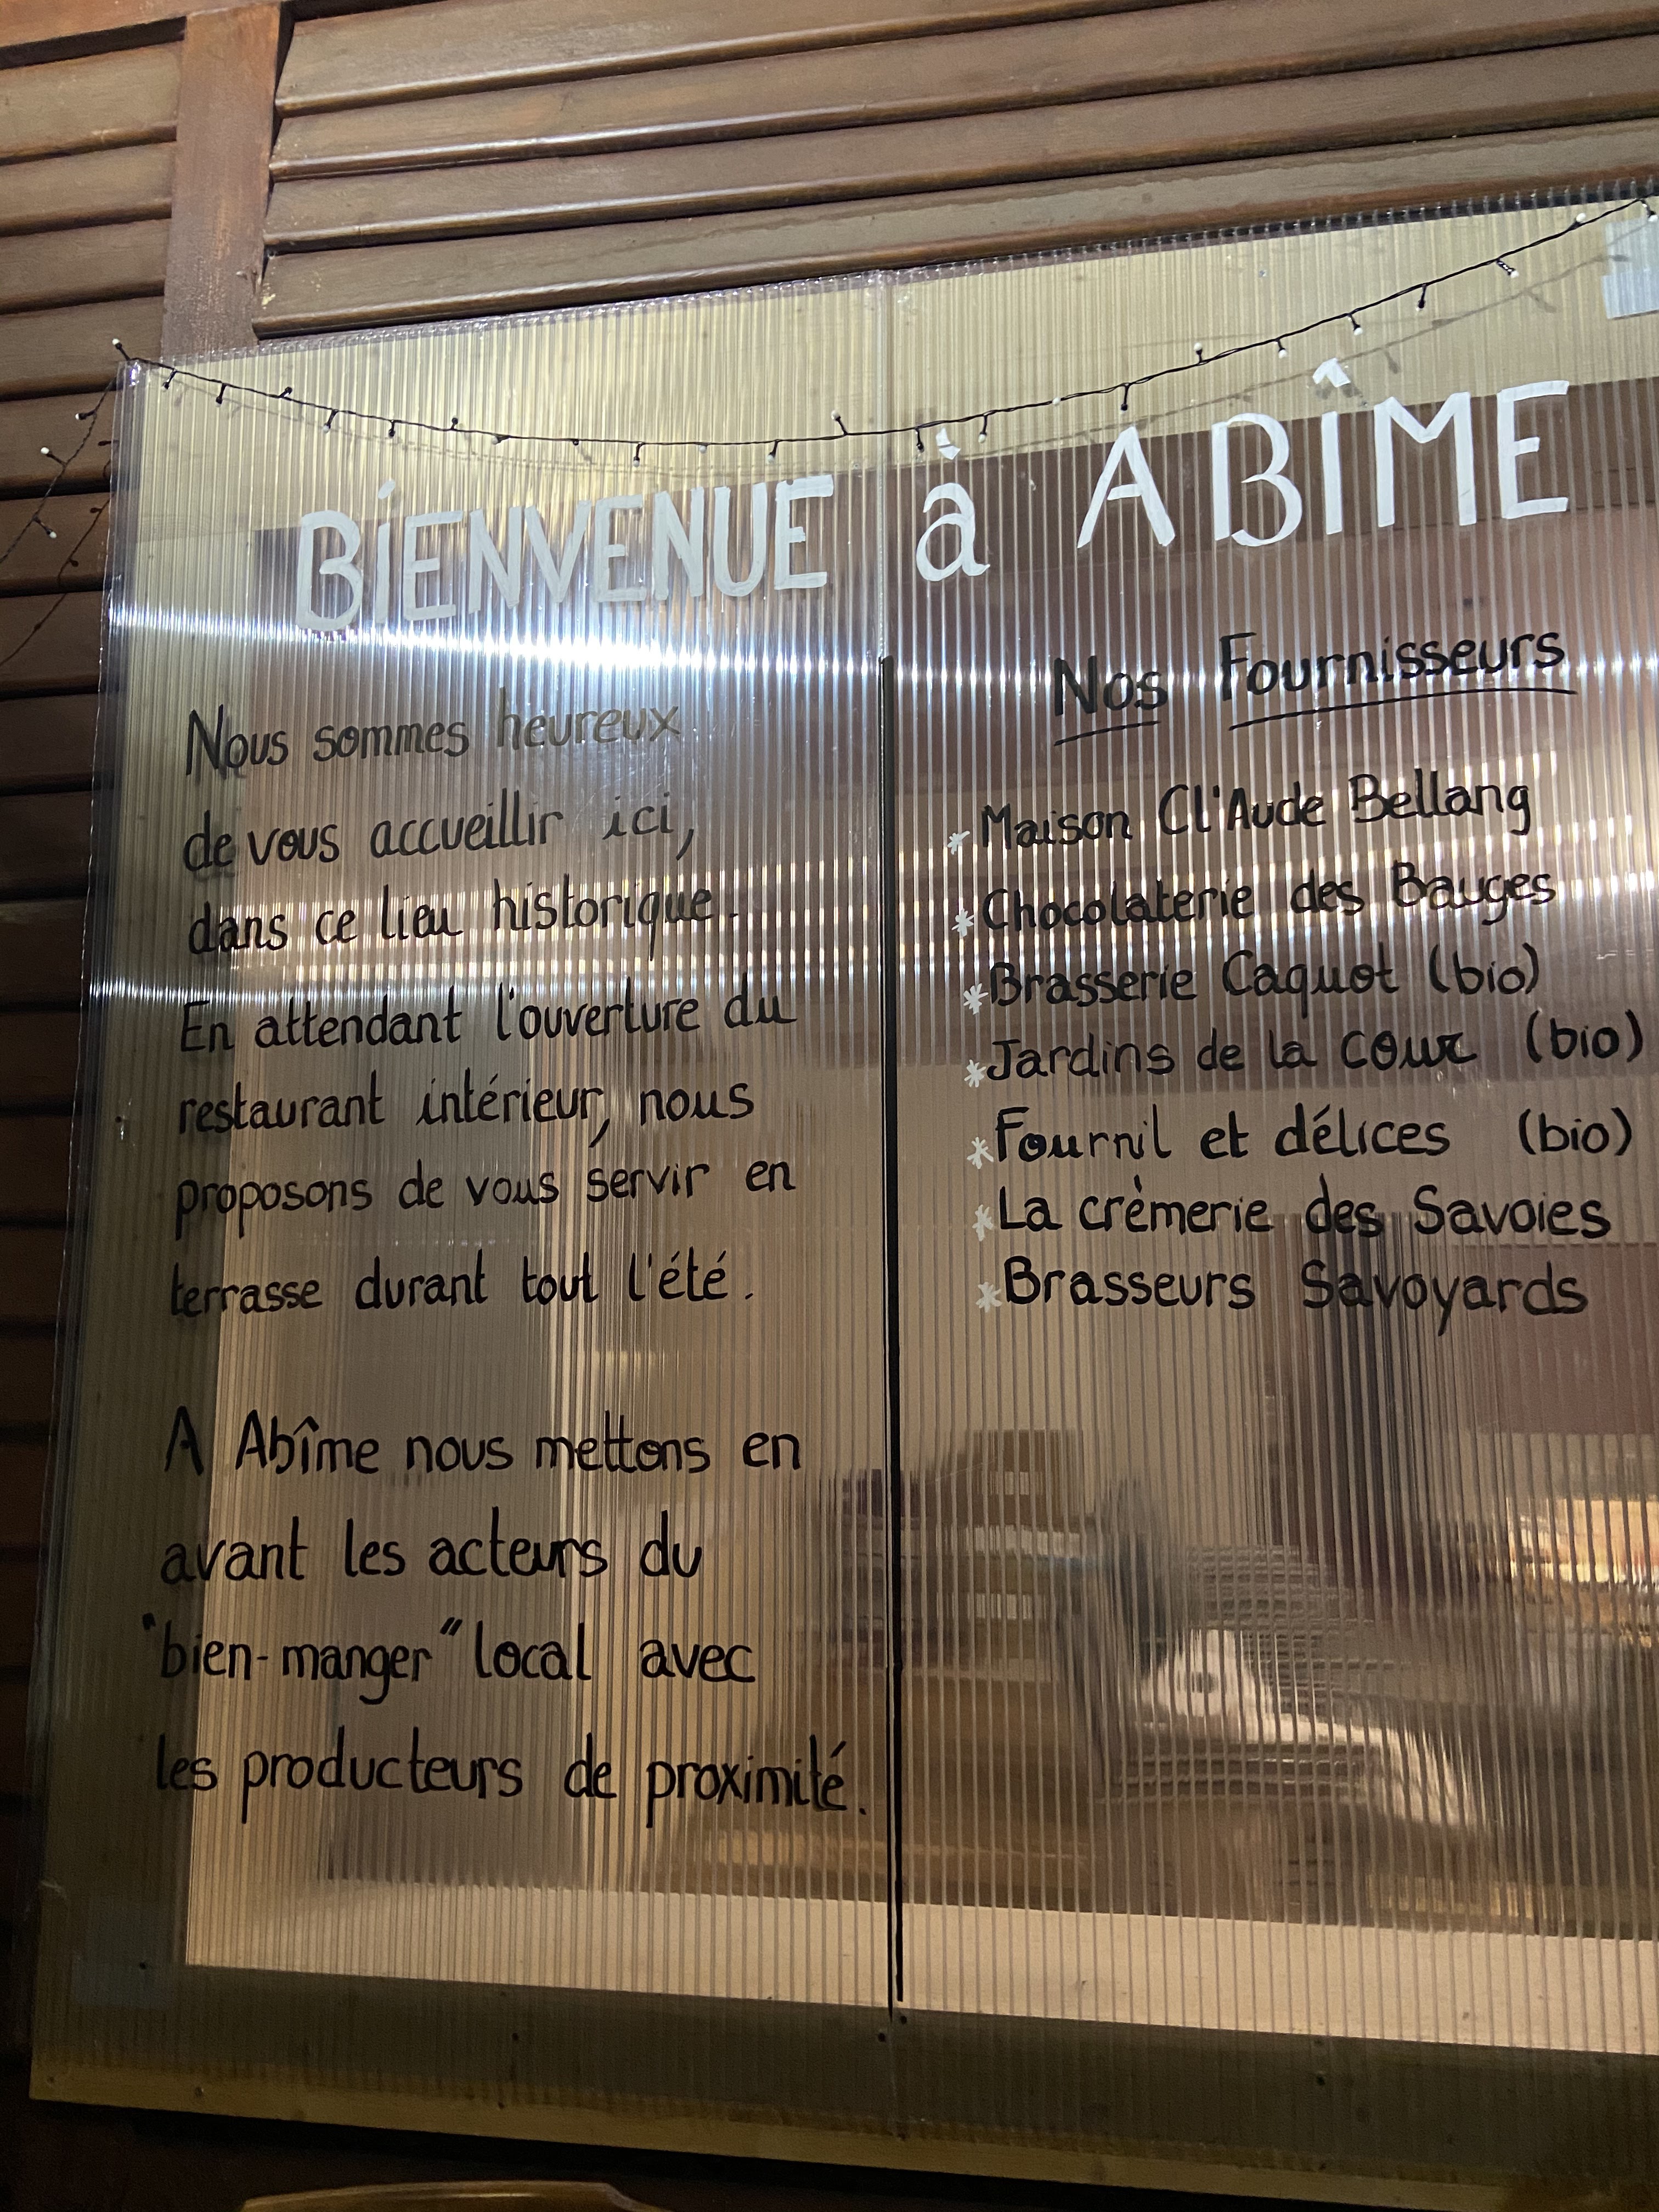 BIENVENUE à ABÎME
Nous sommes heureux
de vous accueillir ici,
dans ce lieu historique.
En attendant l'ouverture du
restaurant intérieur, nous
proposons de vous servir en
terrasse durant tout l'été.
A Abîme nous mettons en
avant les acteurs du
"bien-manger" local avec
les producteurs de proximité.
Nos Fournisseurs
* Maison Cl'Aude Bellang
* Chocolaterie des Bauges
* Brasserie Caquot (bio)
* Jardins de la cour (bio)
* Fournil et délices (bio)
* La crèmerie des Savoies
* Brasseurs Savoyards